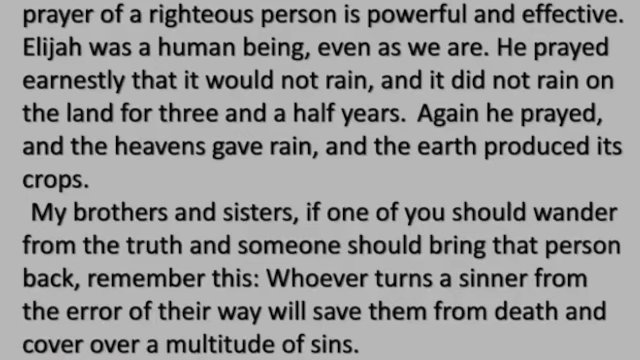 prayer of a righteous person is powerful and effective.
Elijah was a human being, even as we are. He prayed
earnestly that it would not rain, and it did not rain on
the land for three and a half years.  Again he prayed,
and the heavens gave rain, and the earth produced its
crops.
My brothers and sisters, if one of you should wander
from the truth and someone should bring that person
back, remember this: Whoever turns a sinner from
the error of their way will save them from death and
cover over a multitude of sins.